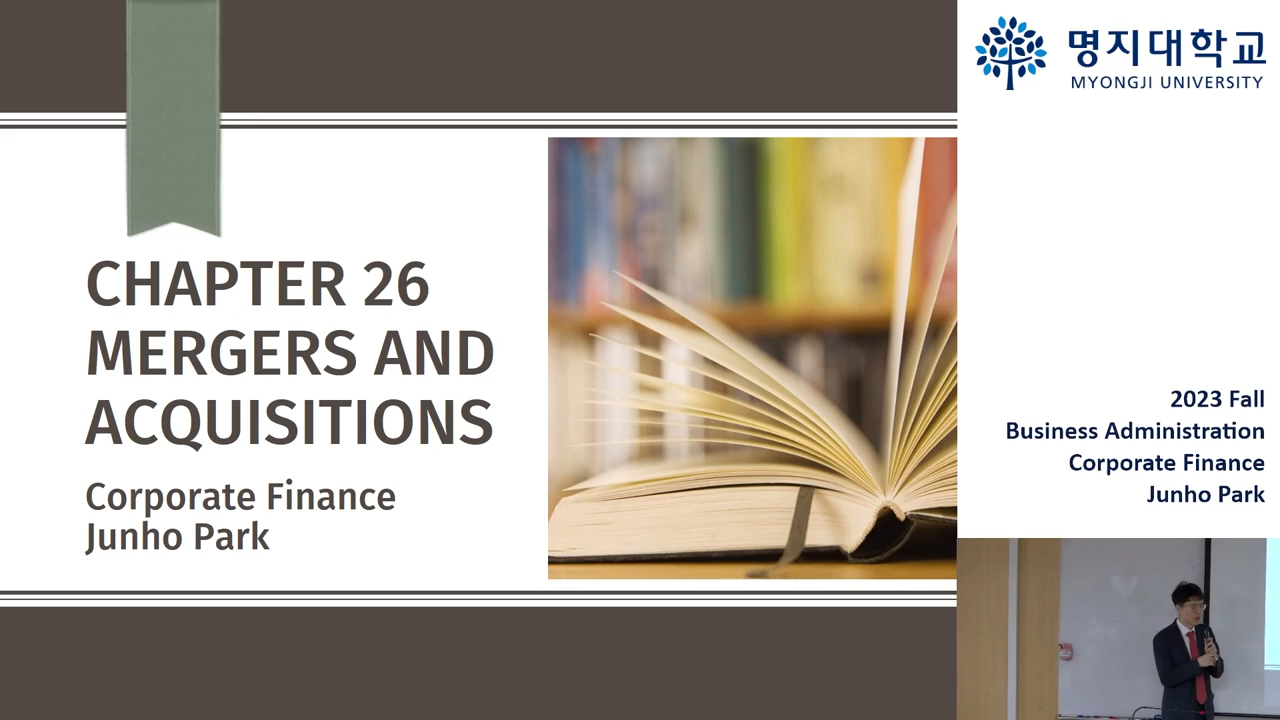 CHAPTER 26
MERGERS AND
ACQUISITIONS
Corporate Finance
Junho Park
명지대학교
MYONGJI UNIVERSITY
2023 Fall
Business Administration
Corporate Finance
Junho Park